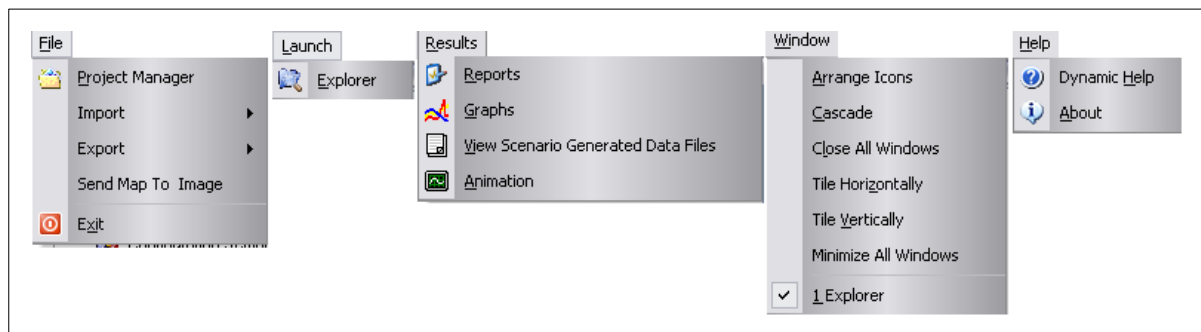 File
Project Manager
Import
Export
Send Map To Image
Exit
Launch
Explorer
Results
Reports
Graphs
View Scenario Generated Data Files
Animation
Window
Arrange Icons
Cascade
Close All Windows
Tile Horizontally
Tile Vertically
Minimize All Windows
1 Explorer
Help
Dynamic Help
About